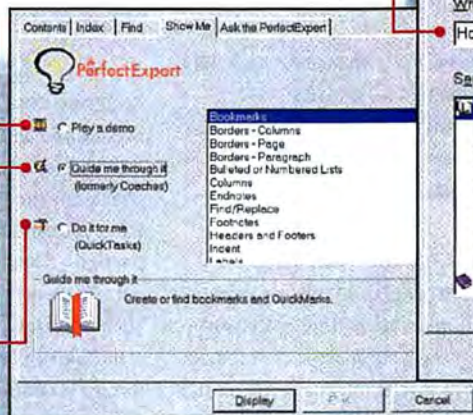 Contents Index Find Show Me Ask the PerfectExpert
PerfectExpert
Play a demo
Guide me through it
(formerly Coaches)
Do it for me
(QuickTasks)
Bookmarks
Borders - Columns
Borders - Page
Borders - Paragraph
Bulleted or Numbered Lists
Columns
Endnotes
Find/Replace
Footnotes
Headers and Footers
Indent
Labels
Guide me through it
Create or find bookmarks and QuickMarks.
Display Cancel